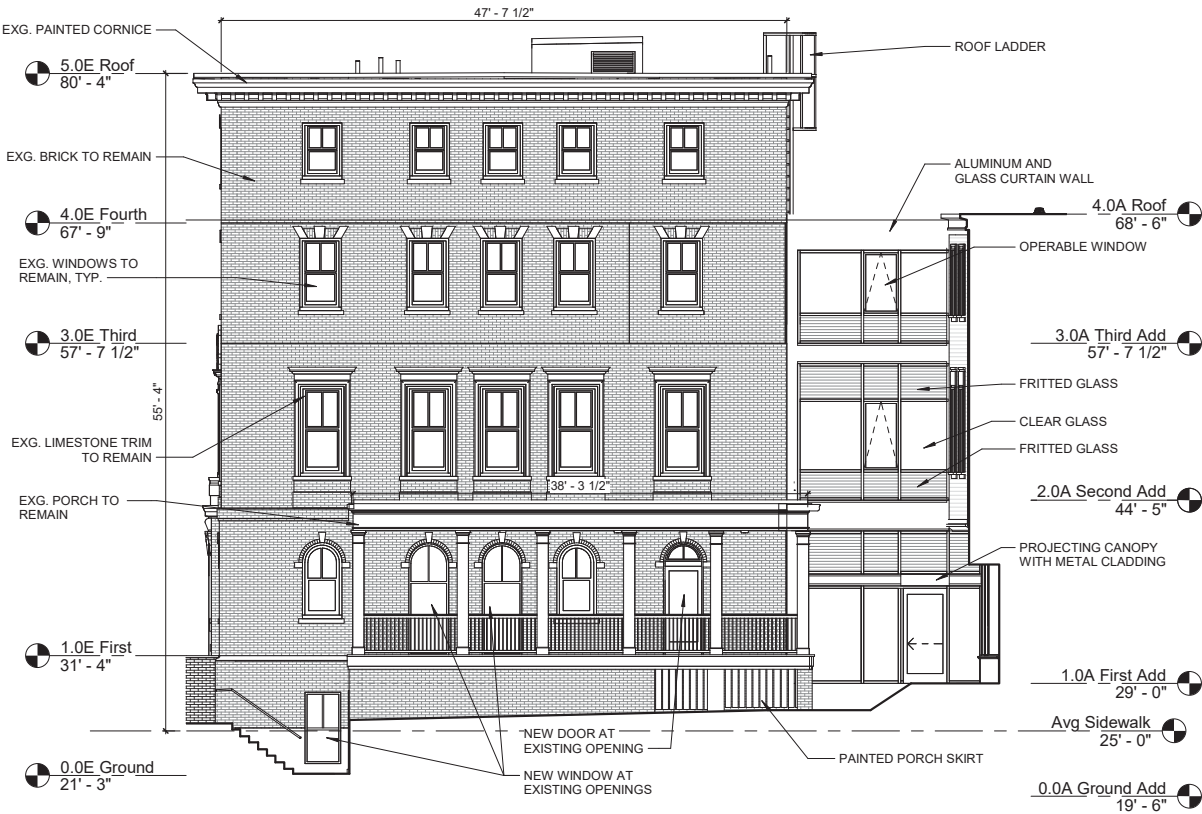 47' - 7 1/2"
EXG. PAINTED CORNICE
ROOF LADDER
5.0E Roof
80' - 4"
EXG. BRICK TO REMAIN
ALUMINUM AND
GLASS CURTAIN WALL
4.0E Fourth
67' - 9"
4.0A Roof
68' - 6"
OPERABLE WINDOW
EXG. WINDOWS TO
REMAIN, TYP.
3.0E Third
57' - 7 1/2"
3.0A Third Add
57' - 7 1/2"
FRITTED GLASS
55' - 4"
CLEAR GLASS
EXG. LIMESTONE TRIM
TO REMAIN
FRITTED GLASS
38' - 3 1/2"
EXG. PORCH TO
REMAIN
2.0A Second Add
44' - 5"
PROJECTING CANOPY
WITH METAL CLADDING
1.0E First
31' - 4"
1.0A First Add
29' - 0"
Avg Sidewalk
25' - 0"
NEW DOOR AT
EXISTING OPENING
PAINTED PORCH SKIRT
0.0E Ground
21' - 3"
NEW WINDOW AT
EXISTING OPENINGS
0.0A Ground Add
19' - 6"